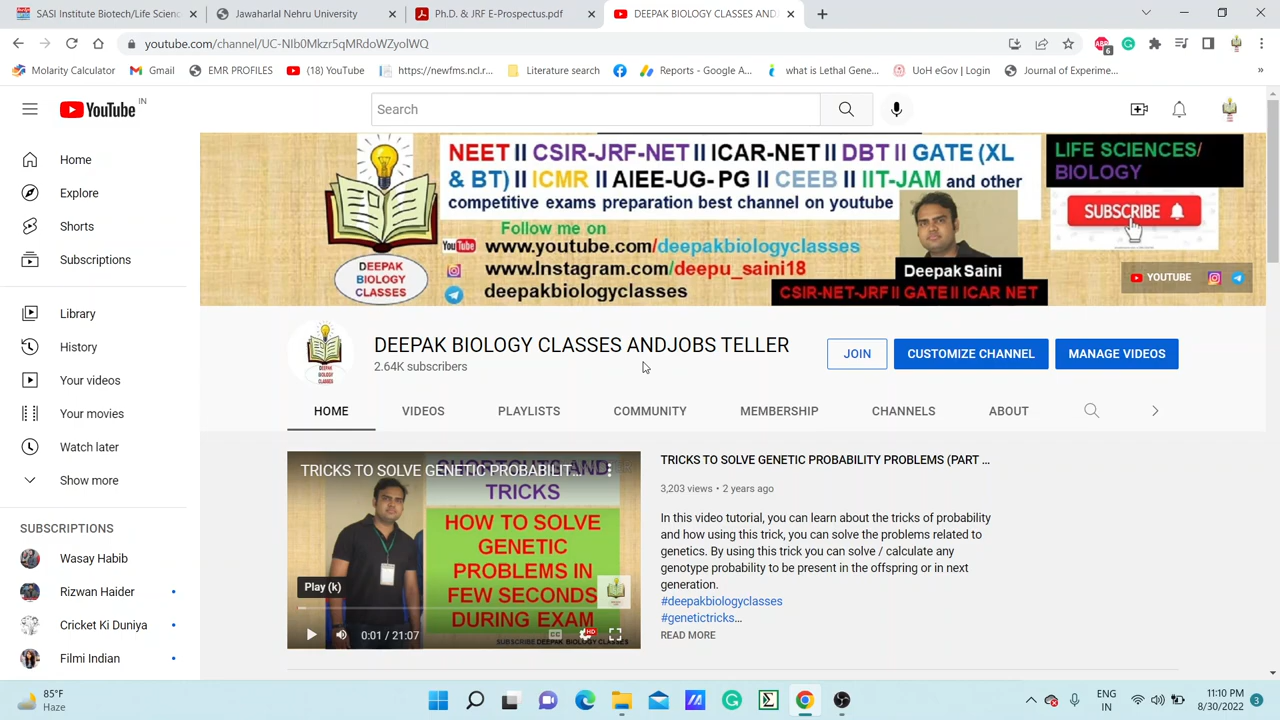 SASI Institute Biotech/Life Scienc
Jawaharlal Nehru University
Ph.D. & JRF E-Prospectus.pdf
DEEPAK BIOLOGY CLASSES AND
youtube.com/channel/UC-NIb0Mkzr5qMRdoWZyolWQ
6
Molarity Calculator
Gmail
EMR PROFILES
(18) YouTube
https://newfms.ncl.r...
Literature search
Reports - Google A...
what is Lethal Gene...
UoH eGov | Login
Journal of Experime...
»
YouTube IN
Search
NEET II CSIR-JRF-NET II ICAR-NET II DBT II GATE (XL
& BT) II ICMR II AIEE-UG- PG II CEEB II IIT-JAM and other
competitive exams preparation best channel on youtube
LIFE SCIENCES/
BIOLOGY
SUBSCRIBE
Follow me on
YouTube www.youtube.com/deepakbiologyclasses
www.Instagram.com/deepu_saini18
deepakbiologyclasses
DEEPAK
BIOLOGY
CLASSES
Deepak Saini
CSIR-NET-JRF II GATE II ICAR NET
YOUTUBE
Home
Explore
Shorts
Subscriptions
Library
History
Your videos
Your movies
Watch later
Show more
SUBSCRIPTIONS
Wasay Habib
Rizwan Haider
Cricket Ki Duniya
Filmi Indian
DEEPAK
BIOLOGY
CLASSES
DEEPAK BIOLOGY CLASSES ANDJOBS TELLER
2.64K subscribers
JOIN
CUSTOMIZE CHANNEL
MANAGE VIDEOS
HOME
VIDEOS
PLAYLISTS
COMMUNITY
MEMBERSHIP
CHANNELS
ABOUT
TRICKS TO SOLVE GENETIC PROBABILIT...
SHORTCUTS AND
TRICKS
HOW TO SOLVE
GENETIC
PROBLEMS IN
FEW SECONDS
DURING EXAM
Play (k)
0:01 / 21:07
CC
HD
SUBSCRIBE DEEPAK BIOLOGY CLASSES
TRICKS TO SOLVE GENETIC PROBABILITY PROBLEMS (PART ...
3,203 views • 2 years ago
In this video tutorial, you can learn about the tricks of probability
and how using this trick, you can solve the problems related to
genetics. By using this trick you can solve / calculate any
genotype probability to be present in the offspring or in next
generation.
#deepakbiologyclasses
#genetictricks...
READ MORE
85°F
Haze
ENG
IN
11:10 PM
8/30/2022
3